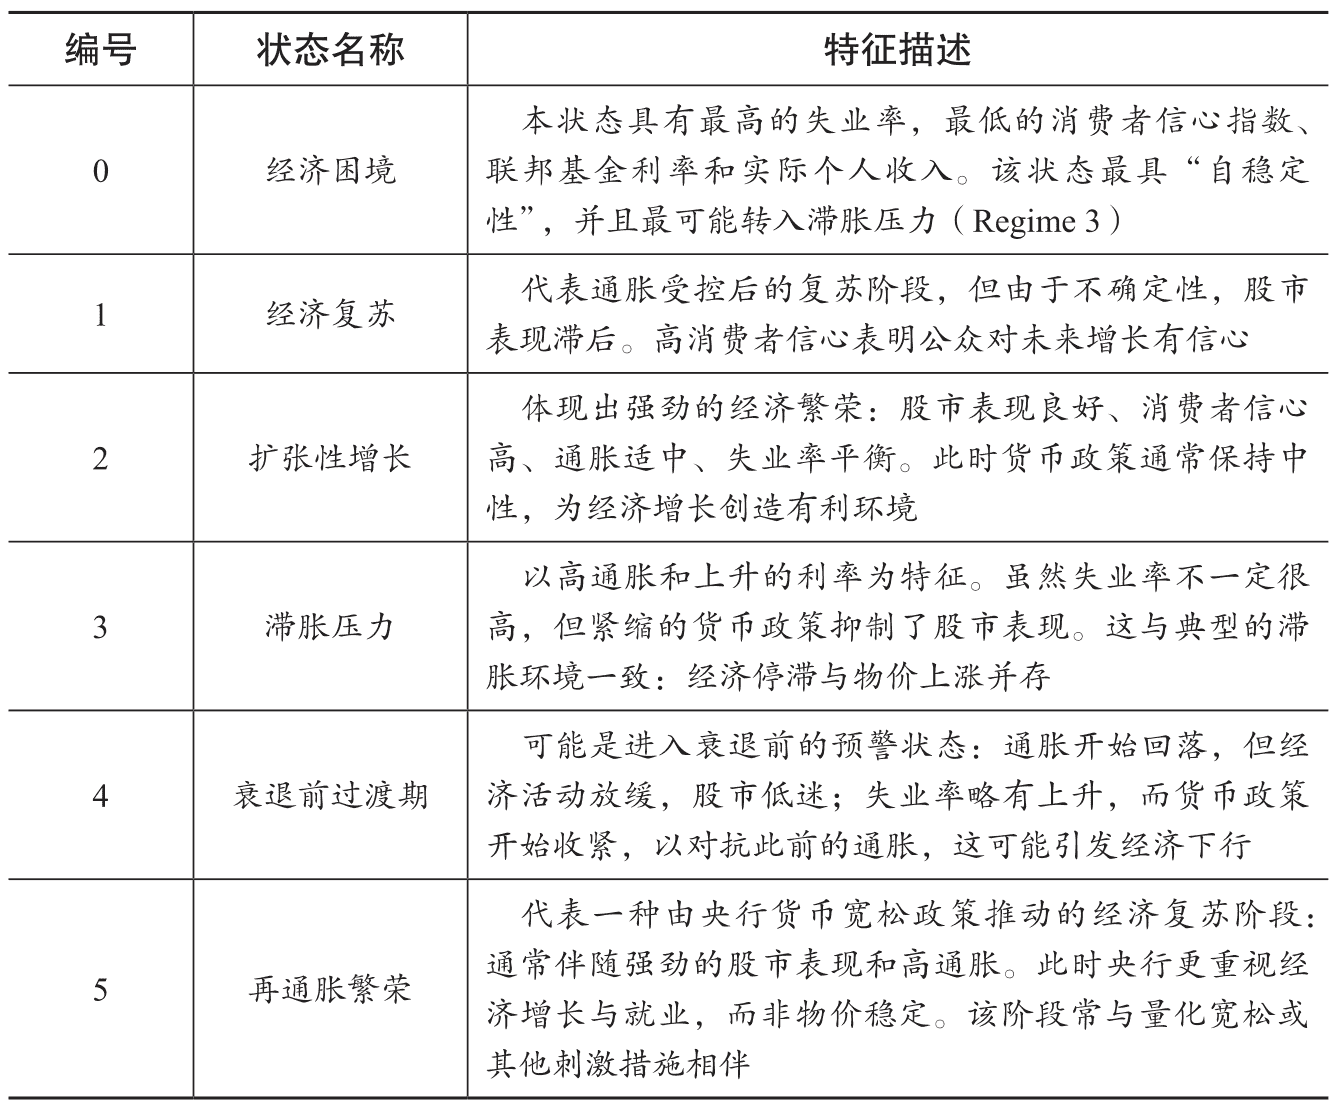 编号 状态名称 特征描述
0 经济困境 本状态具有最高的失业率，最低的消费者信心指数、
联邦基金利率和实际个人收入。该状态最具“自稳定
性”，并且最可能转入滞胀压力（Regime 3）
1 经济复苏 代表通胀受控后的复苏阶段，但由于不确定性，股市
表现滞后。高消费者信心表明公众对未来增长有信心
2 扩张性增长 体现出强劲的经济繁荣：股市表现良好、消费者信心
高、通胀适中、失业率平衡。此时货币政策通常保持中
性，为经济增长创造有利环境
3 滞胀压力 以高通胀和上升的利率为特征。虽然失业率不一定很
高，但紧缩的货币政策抑制了股市表现。这与典型的滞
胀环境一致：经济停滞与物价上涨并存
4 衰退前过渡期 可能是进入衰退前的预警状态：通胀开始回落，但经
济活动放缓，股市低迷；失业率略有上升，而货币政策
开始收紧，以对抗此前的通胀，这可能引发经济下行
5 再通胀繁荣 代表一种由央行货币宽松政策推动的经济复苏阶段：
通常伴随强劲的股市表现和高通胀。此时央行更重视经
济增长与就业，而非物价稳定。该阶段常与量化宽松或
其他刺激措施相伴